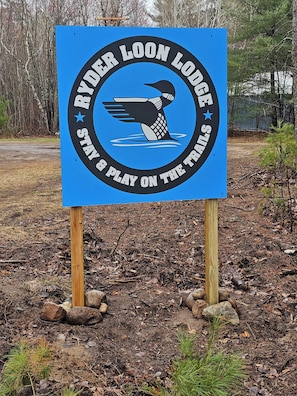 RYDER LOON LODGE
STAY & PLAY ON THE TRAILS